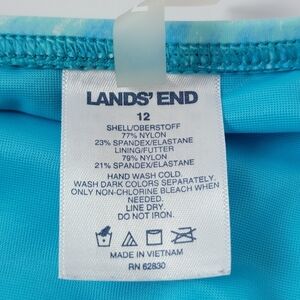 LANDS' END
12
SHELL/OBERSTOFF
77% NYLON
23% SPANDEX/ELASTANE
LINING/FUTTER
79% NYLON
21% SPANDEX/ELASTANE
HAND WASH COLD.
WASH DARK COLORS SEPARATELY.
ONLY NON-CHLORINE BLEACH WHEN
NEEDED.
LINE DRY.
DO NOT IRON.
MADE IN VIETNAM
RN 62830